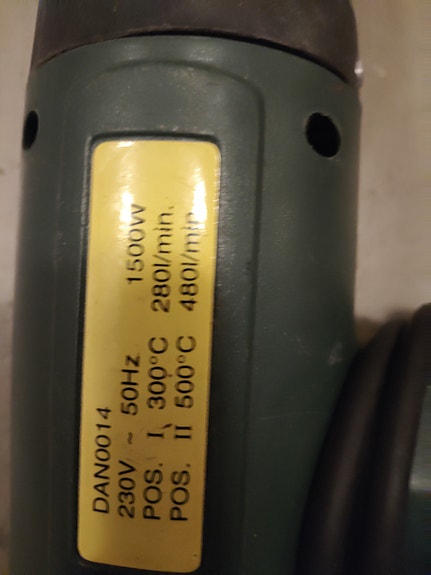 DAN0014
230V ~ 50Hz 1500W
POS. I 300°C 280l/min.
POS. II 500°C 480l/min.